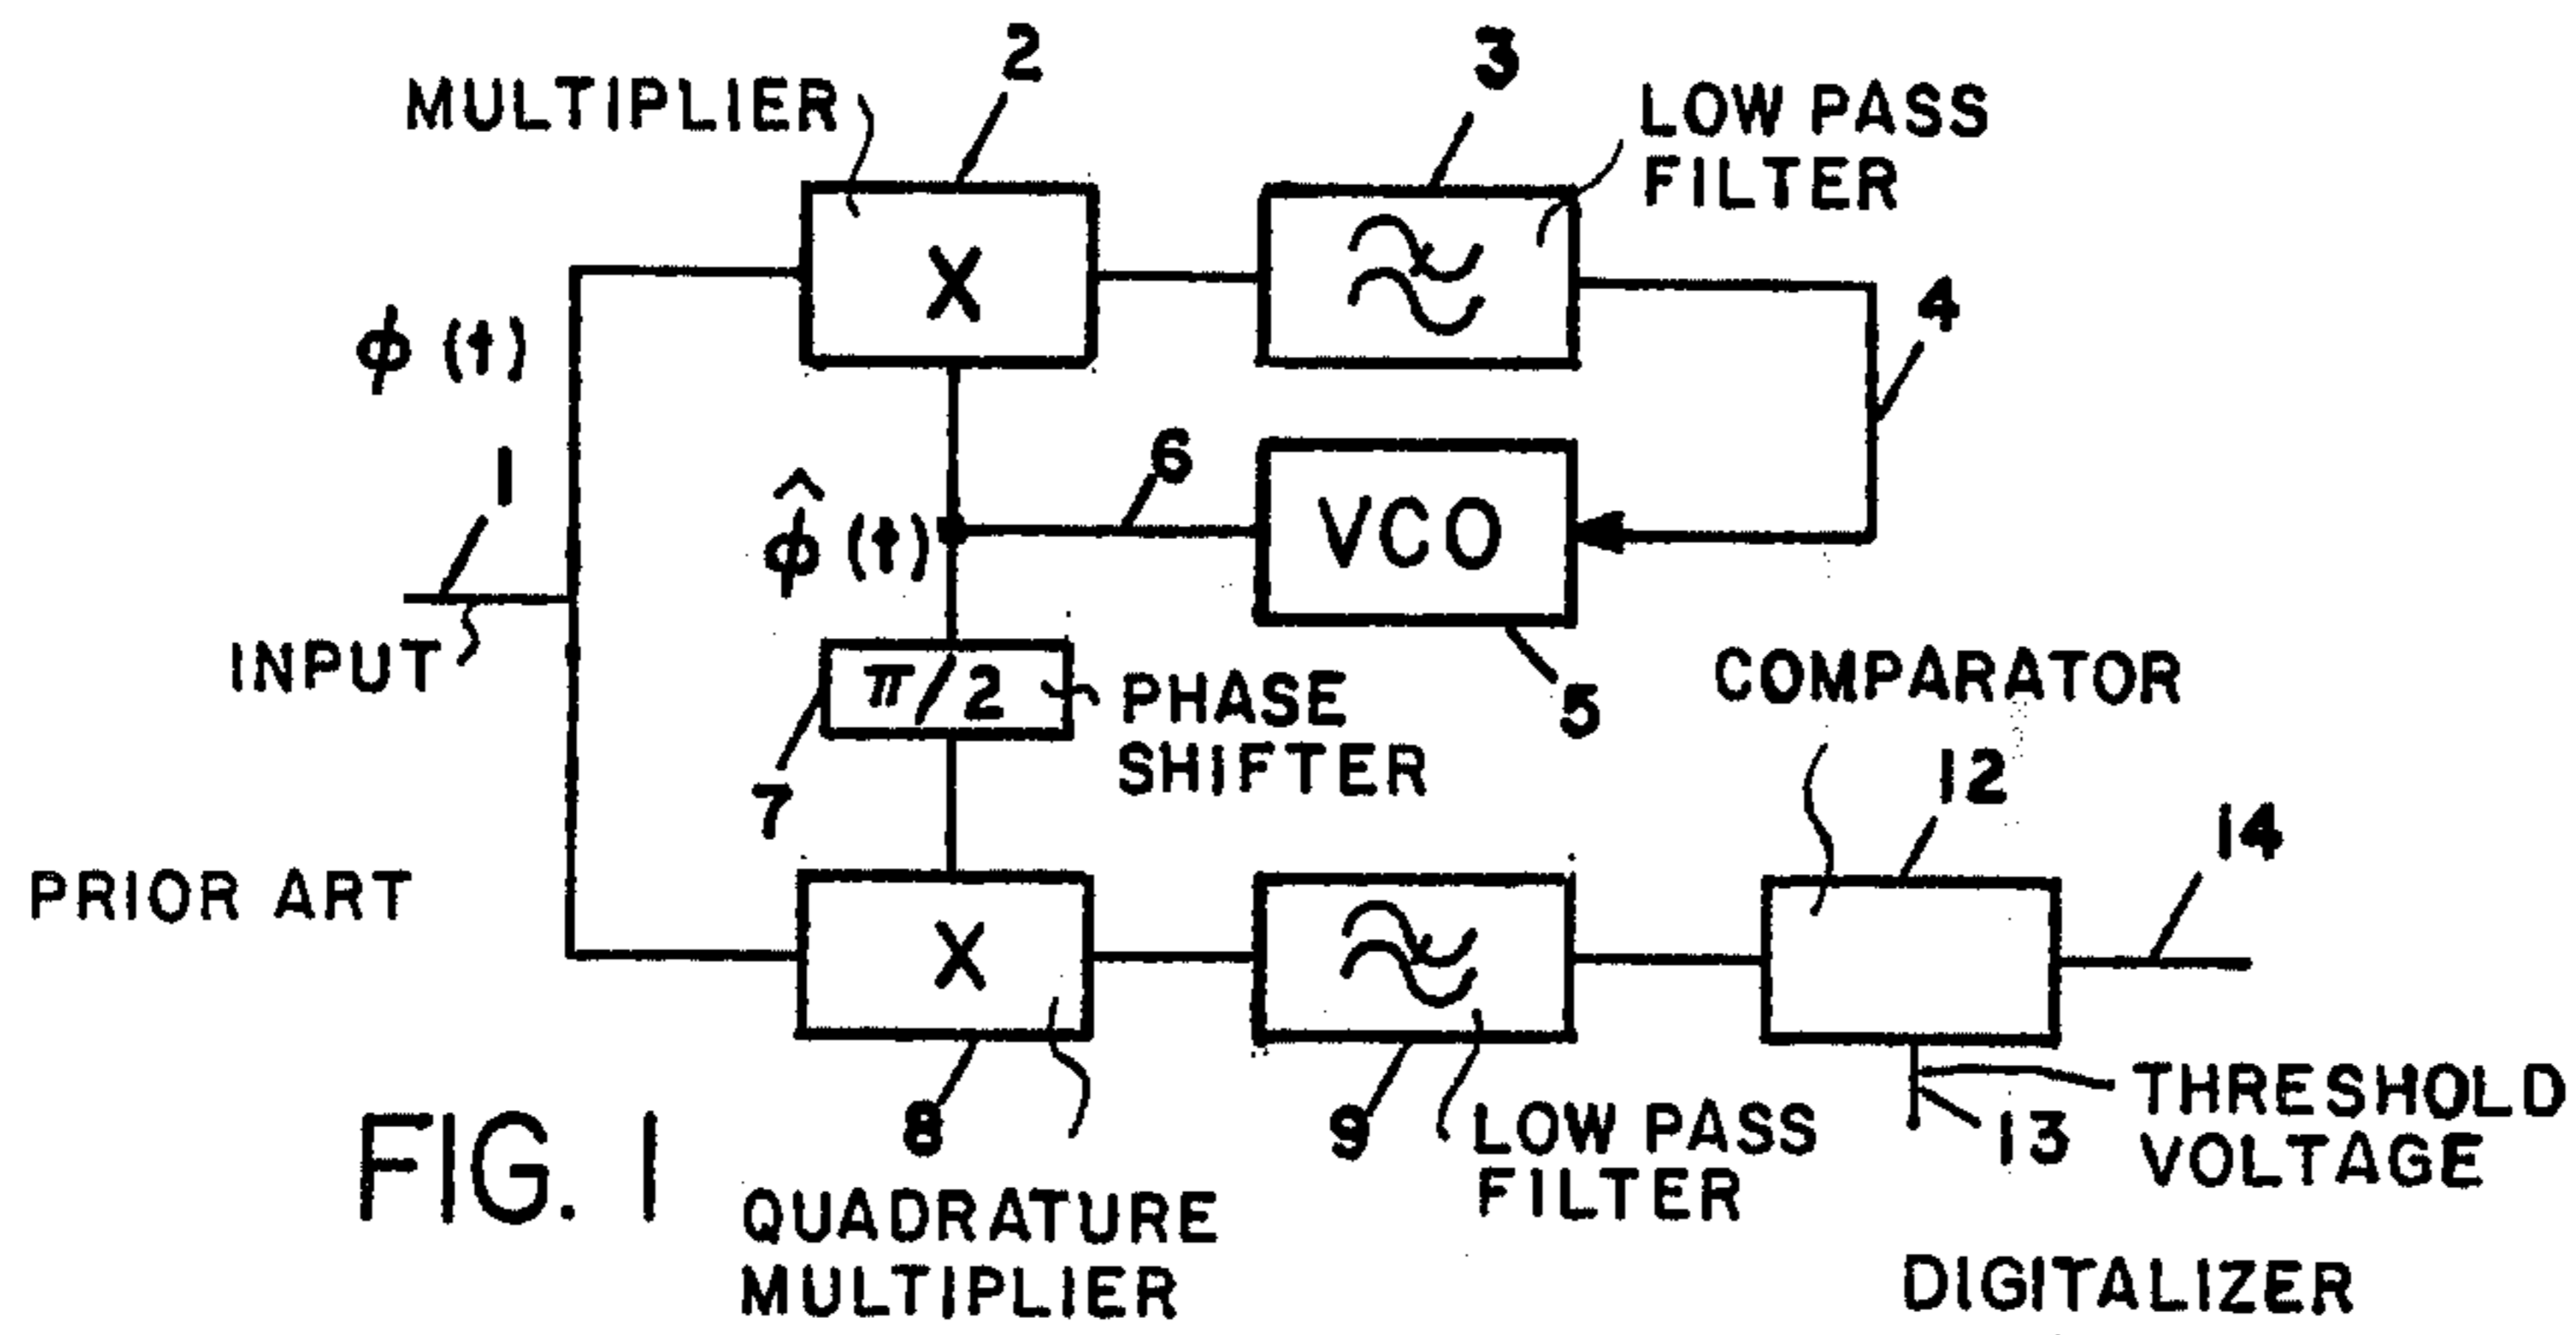 2
3
MULTIPLIER
LOW PASS
FILTER
X
4
ϕ (t)
1
6
ϕ̂ (t)
VCO
INPUT
π/2
PHASE
SHIFTER
5
COMPARATOR
7
12
14
PRIOR ART
X
8
9
LOW PASS
FILTER
13
THRESHOLD
VOLTAGE
FIG. 1
QUADRATURE
MULTIPLIER
DIGITALIZER